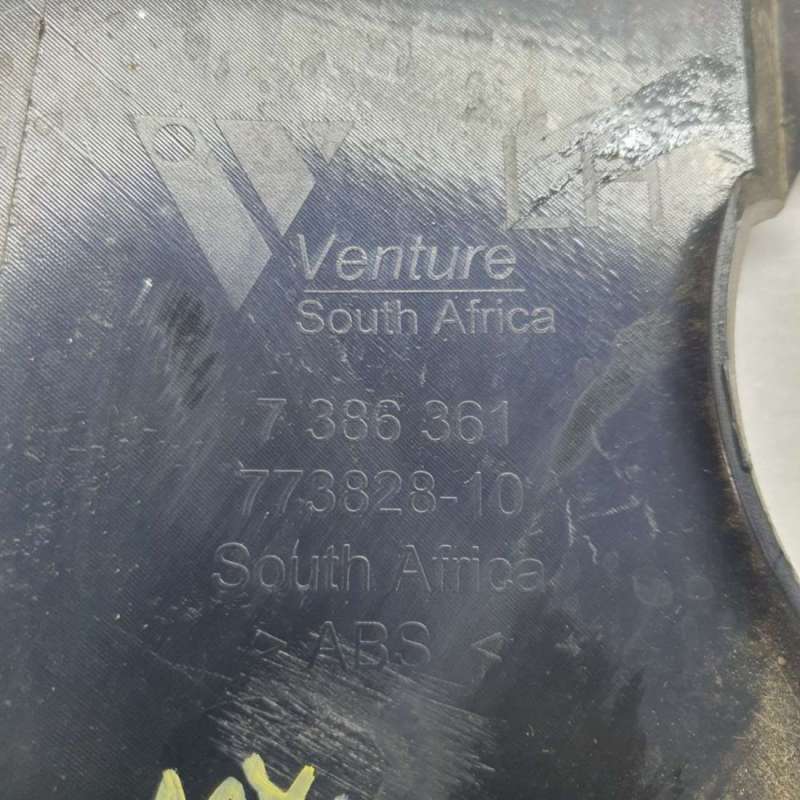 LH
Venture
South Africa
7 386 361
773828-10
South Africa
> ABS <